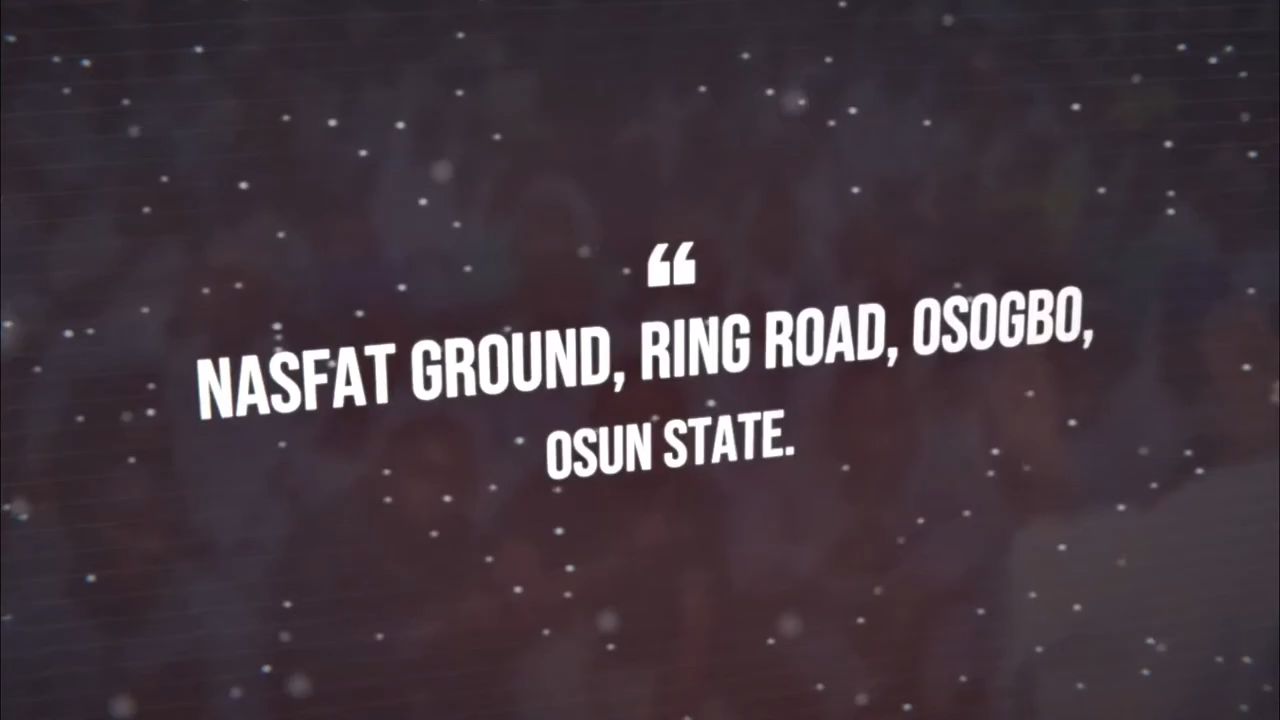 “
NASFAT GROUND, RING ROAD, OSOGBO,
OSUN STATE.